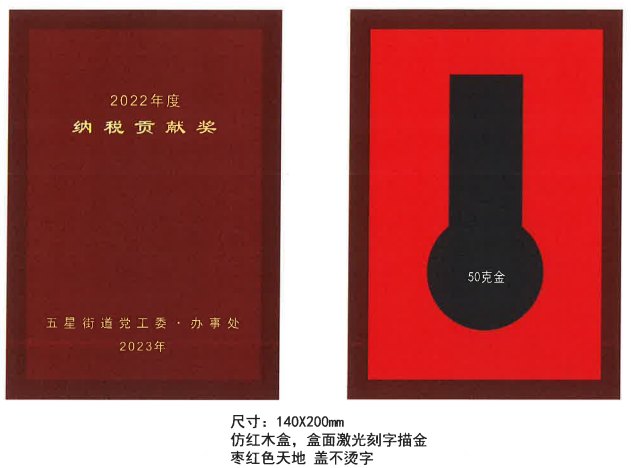 2022年度
纳税贡献奖
五星街道党工委·办事处
2023年
50克金
尺寸：140X200mm
仿红木盒，盒面激光刻字描金
枣红色天地 盖不烫字